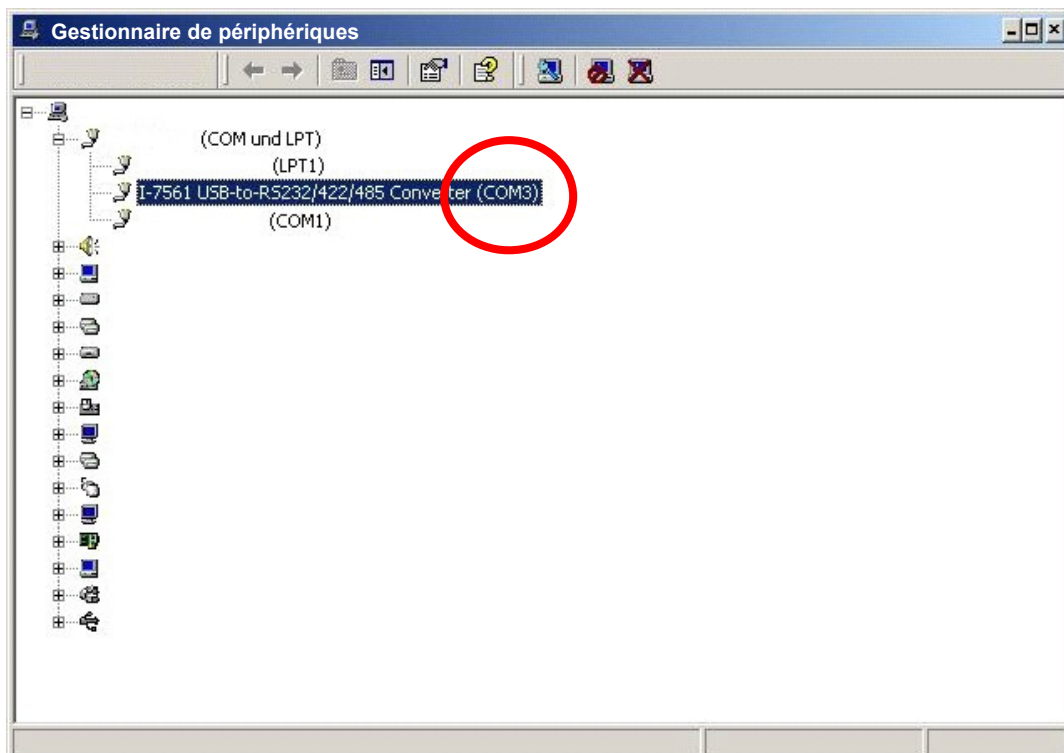 Gestionnaire de périphériques
(COM und LPT)
(LPT1)
I-7561 USB-to-RS232/422/485 Converter (COM3)
(COM1)